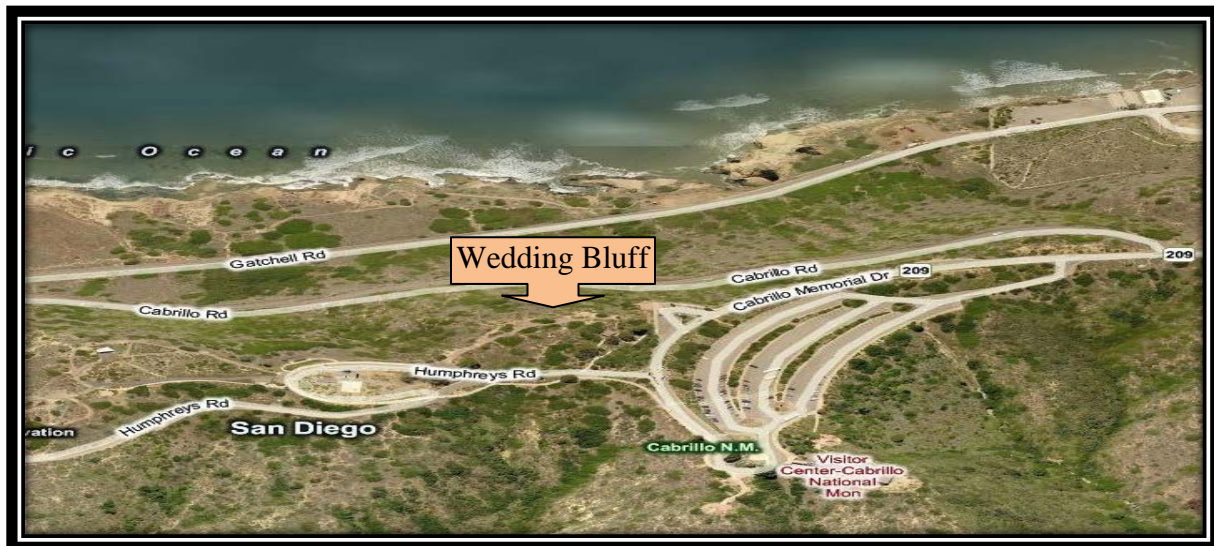 ic Ocean
Gatchell Rd
Wedding Bluff
Cabrillo Rd
209
209
Cabrillo Memorial Dr
Cabrillo Rd
Humphreys Rd
Humphreys Rd
San Diego
vation
Cabrillo N.M.
Visitor
Center-Cabrillo
National
Mon